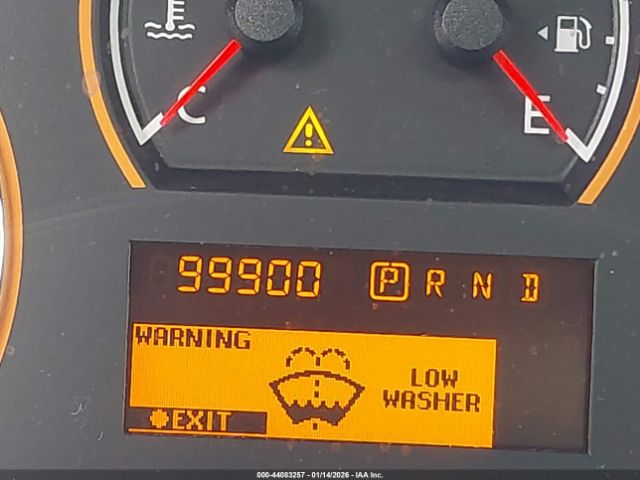 C
E
99900 P R N D
WARNING
LOW
WASHER
EXIT
000-44083257 - 01/14/2026 - IAA Inc.